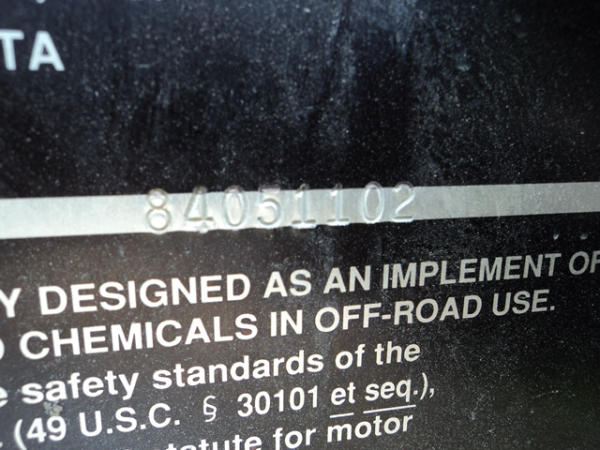 TA
84051102
Y DESIGNED AS AN IMPLEMENT OF
CHEMICALS IN OFF-ROAD USE.
safety standards of the
(49 U.S.C. § 30101 et seq.),
statute for motor